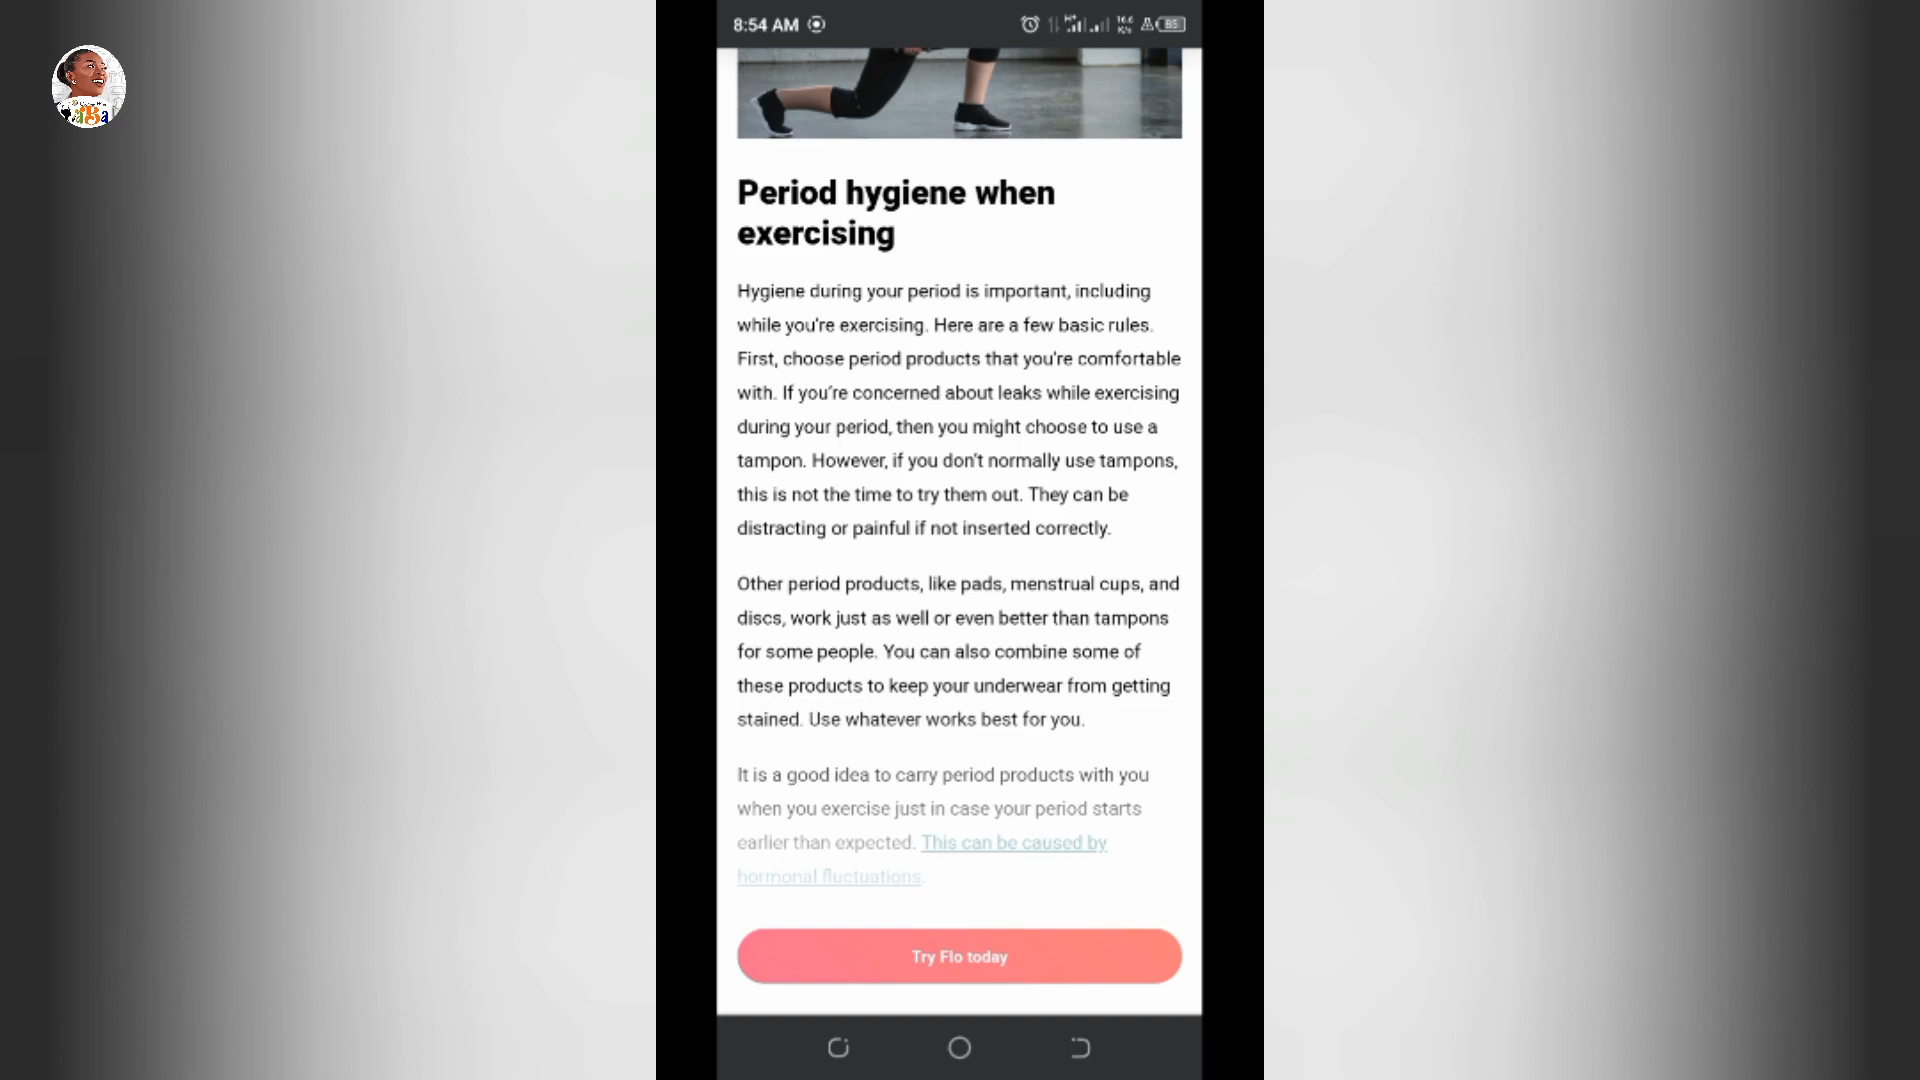 8:54 AM
85
Period hygiene when
exercising
Hygiene during your period is important, including
while you're exercising. Here are a few basic rules.
First, choose period products that you're comfortable
with. If you're concerned about leaks while exercising
during your period, then you might choose to use a
tampon. However, if you don't normally use tampons,
this is not the time to try them out. They can be
distracting or painful if not inserted correctly.
Other period products, like pads, menstrual cups, and
discs, work just as well or even better than tampons
for some people. You can also combine some of
these products to keep your underwear from getting
stained. Use whatever works best for you.
It is a good idea to carry period products with you
when you exercise just in case your period starts
earlier than expected. This can be caused by
hormonal fluctuations.
Try Flo today